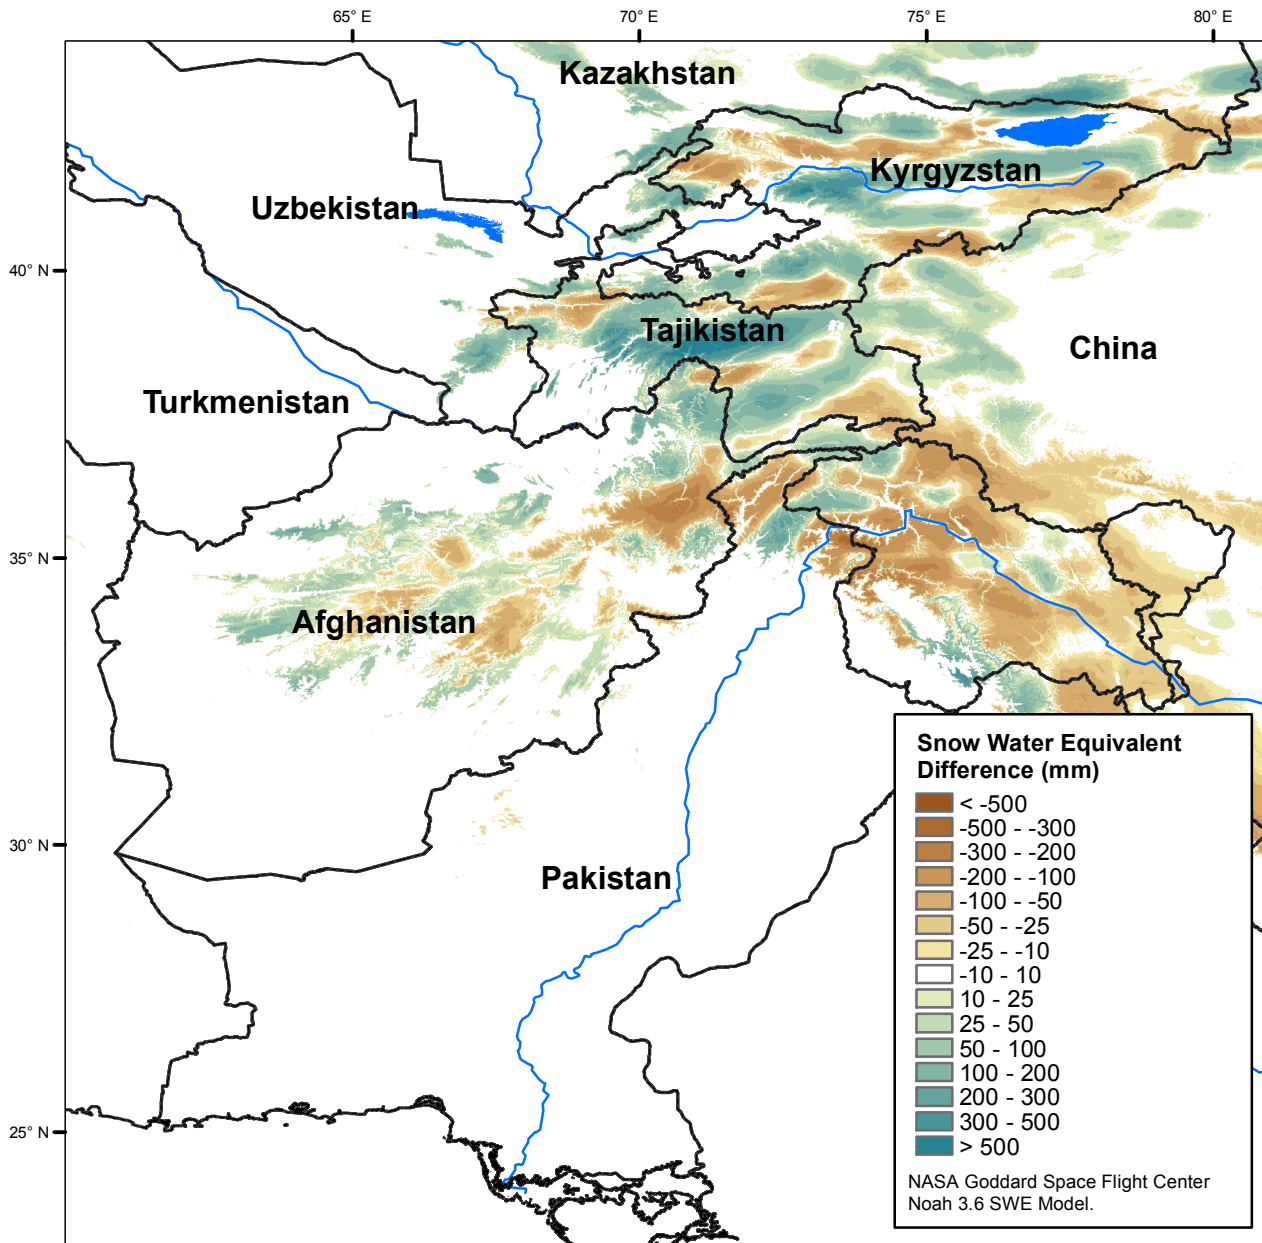 65° E
70° E
75° E
80° E
Kazakhstan
Kyrgyzstan
Uzbekistan
40° N
Tajikistan
China
Turkmenistan
35° N
Afghanistan
Snow Water Equivalent
Difference (mm)
< -500
-500 - -300
-300 - -200
-200 - -100
-100 - -50
-50 - -25
-25 - -10
-10 - 10
10 - 25
25 - 50
50 - 100
100 - 200
200 - 300
300 - 500
> 500
NASA Goddard Space Flight Center
Noah 3.6 SWE Model.
30° N
Pakistan
25° N